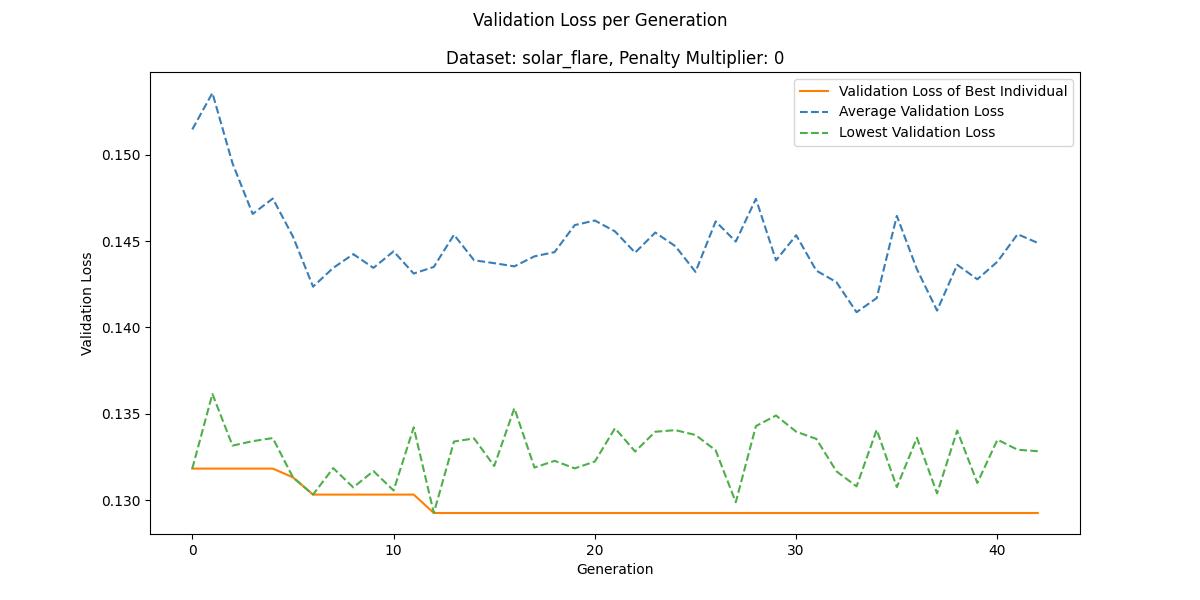 Validation Loss per Generation
Dataset: solar_flare, Penalty Multiplier: 0
Validation Loss of Best Individual
Average Validation Loss
Lowest Validation Loss
0.150
0.145
0.140
0.135
0.130
Validation Loss
0 10 20 30 40
Generation